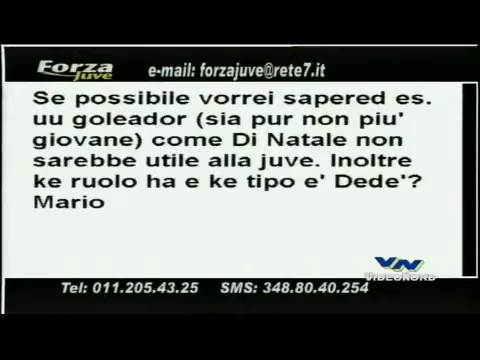 Forza
Juve
e-mail: forzajuve@rete7.it
Se possibile vorrei sapered es.
uu goleador (sia pur non piu'
giovane) come Di Natale non
sarebbe utile alla juve. Inoltre
ke ruolo ha e ke tipo e' Dede'?
Mario
VN
VIDEONORD
Tel: 011.205.43.25 SMS: 348.80.40.254